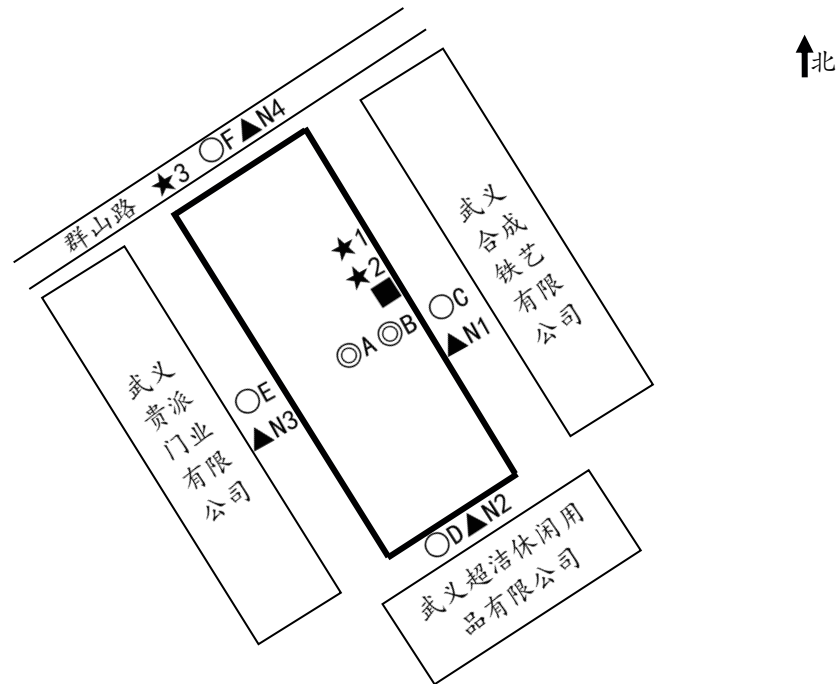 北
○F▲N4
群山路 ★3
武义
合成
铁艺
有限
公司
★1
★2
■
◎A ◎B
○C
▲N1
武义
贵派
门业
有限
公司
○E
▲N3
○D▲N2
武义超洁休闲用
品有限公司